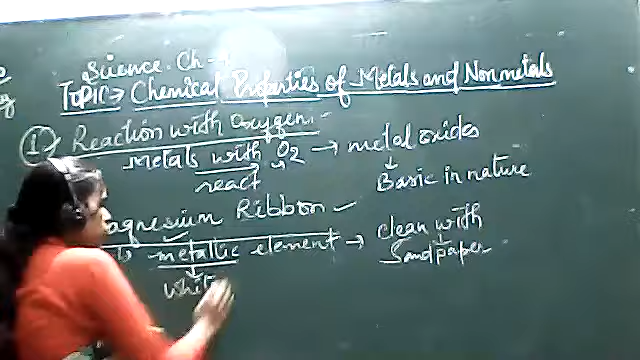 Science. Ch-
TOPIC→ Chemical Properties of Metals and Nonmetals
① Reaction with Oxygen:-
Metals with O2 → metal oxides
react ↓ Basic in nature
agnesium Ribbon
metallic element → clean with
↓ Sandpaper
whit